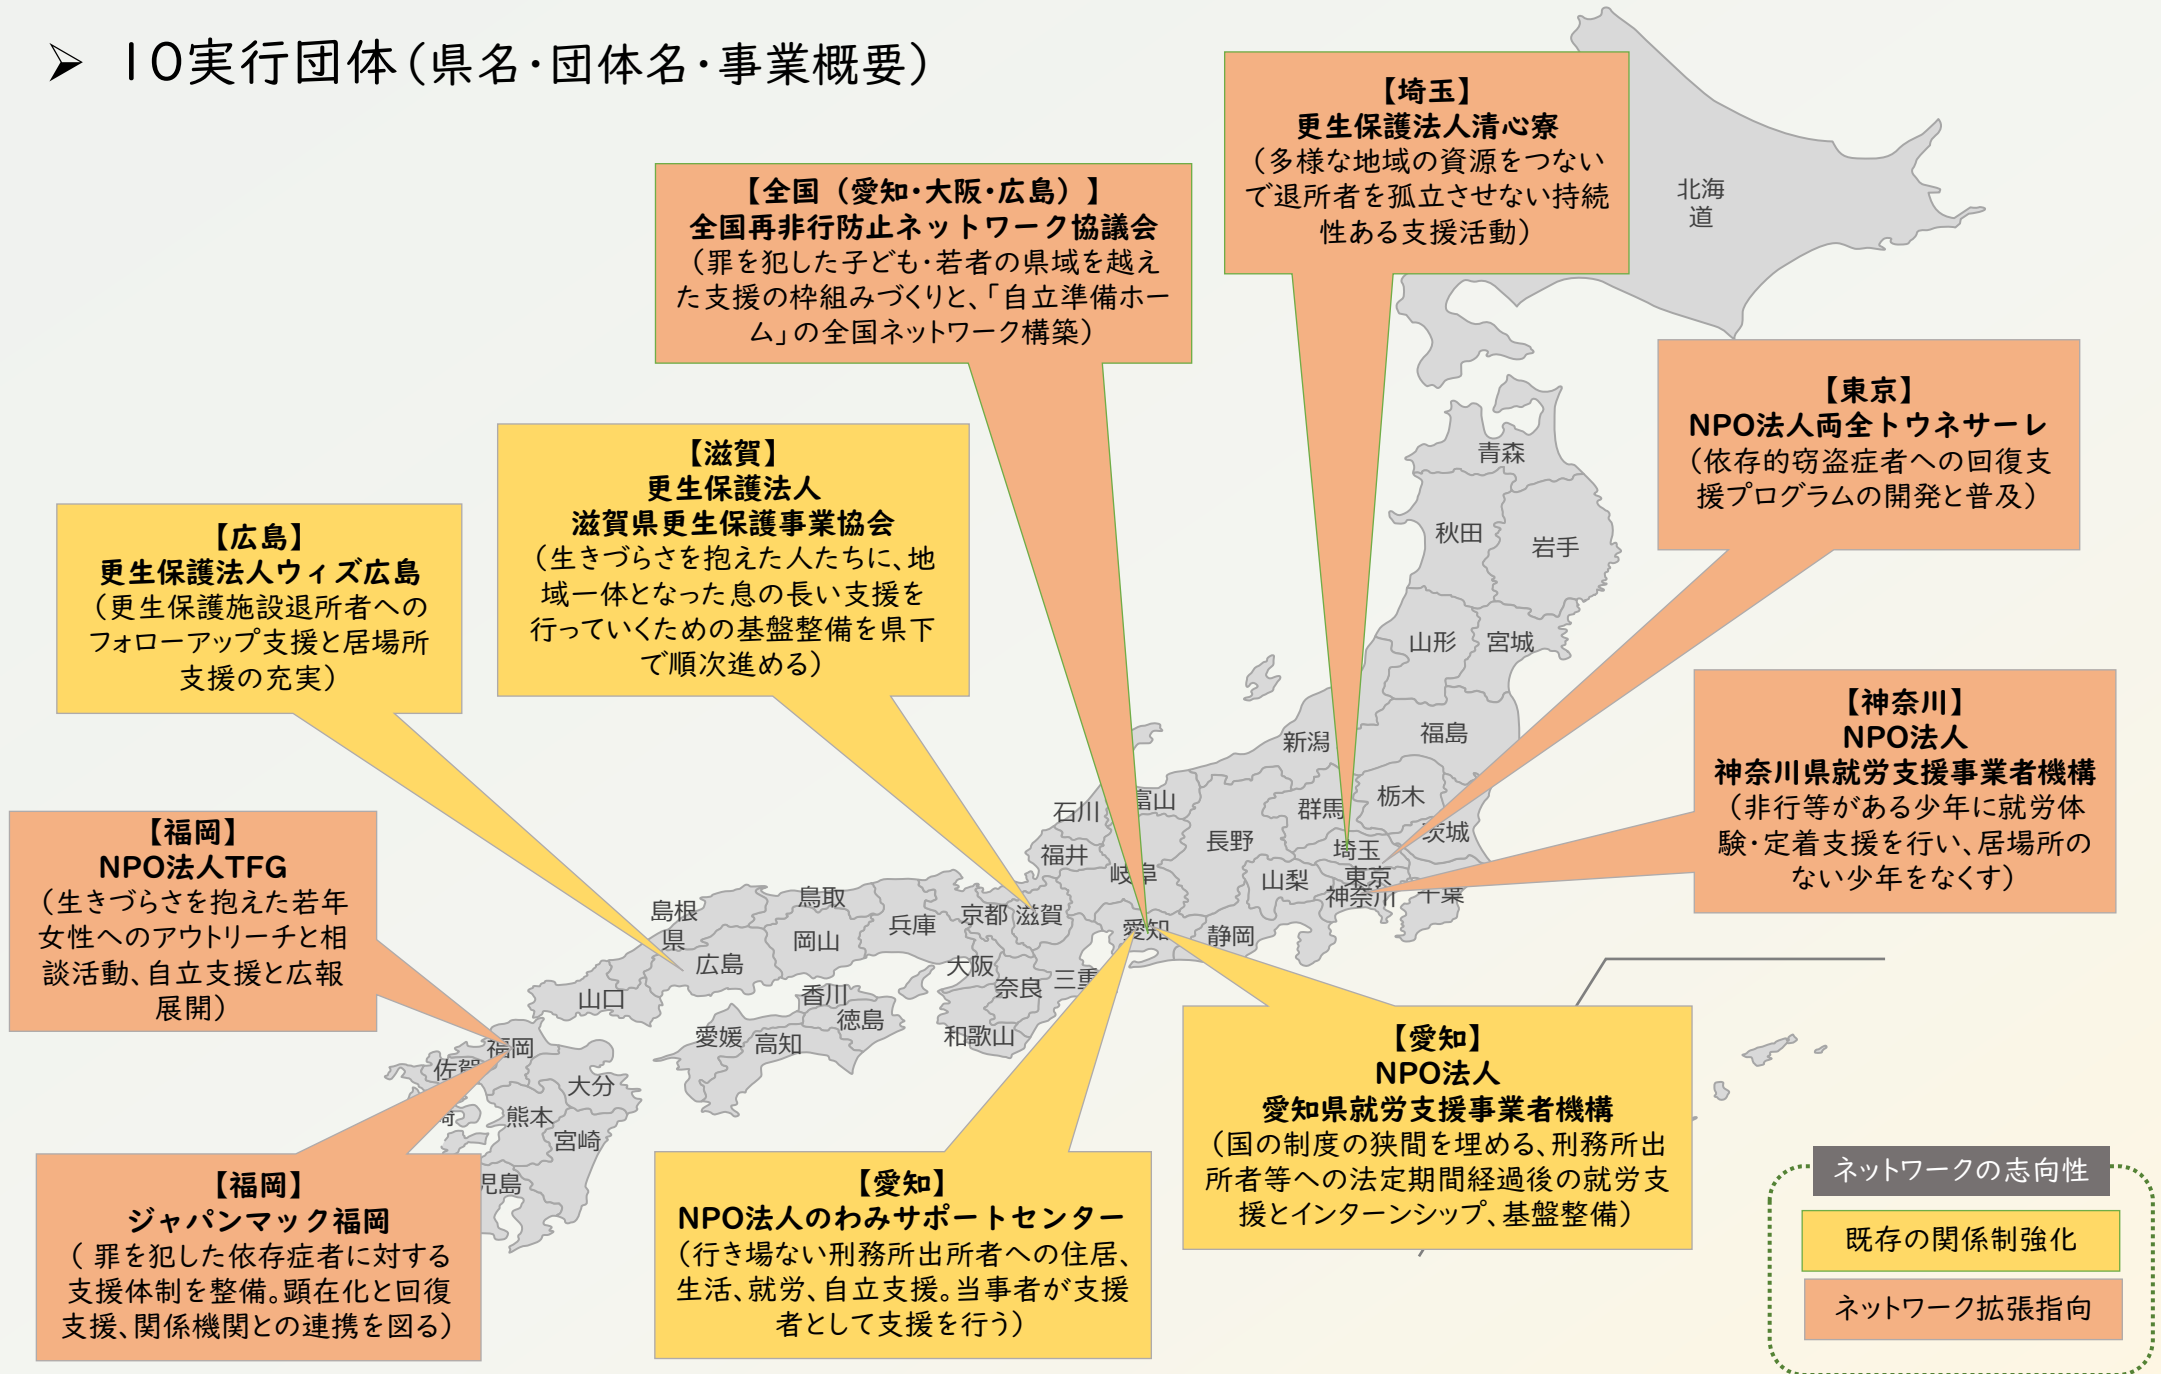 ➢ 10実行団体(県名・団体名・事業概要)
【埼玉】
更生保護法人清心寮
(多様な地域の資源をつない
で退所者を孤立させない持続
性ある支援活動)
【全国(愛知・大阪・広島)】
全国再非行防止ネットワーク協議会
(罪を犯した子ども・若者の県域を越え
た支援の枠組みづくりと、「自立準備ホー
ム」の全国ネットワーク構築)
【東京】
NPO法人両全トウネサーレ
(依存的窃盗症者への回復支
援プログラムの開発と普及)
【滋賀】
更生保護法人
滋賀県更生保護事業協会
(生きづらさを抱えた人たちに、地
域一体となった息の長い支援を
行っていくための基盤整備を県下
で順次進める)
【広島】
更生保護法人ウィズ広島
(更生保護施設退所者への
フォローアップ支援と居場所
支援の充実)
【神奈川】
NPO法人
神奈川県就労支援事業者機構
(非行等がある少年に就労体
験・定着支援を行い、居場所の
ない少年をなくす)
【福岡】
NPO法人TFG
(生きづらさを抱えた若年
女性へのアウトリーチと相
談活動、自立支援と広報
展開)
【福岡】
ジャパンマック福岡
( 罪を犯した依存症者に対する
支援体制を整備。顕在化と回復
支援、関係機関との連携を図る)
【愛知】
NPO法人のわみサポートセンター
(行き場ない刑務所出所者への住居、
生活、就労、自立支援。当事者が支援
者として支援を行う)
【愛知】
NPO法人
愛知県就労支援事業者機構
(国の制度の狭間を埋める、刑務所出
所者等への法定期間経過後の就労支
援とインターンシップ、基盤整備)
北海
道
青森
秋田
岩手
山形
宮城
新潟
福島
石川
富山
群馬
栃木
茨城
長野
福井
岐阜
埼玉
山梨
東京
神奈川
千葉
島根
県
鳥取
兵庫
京都
滋賀
愛知
静岡
岡山
広島
大阪
奈良
三重
山口
香川
徳島
愛媛
高知
和歌山
福岡
佐賀
大分
崎
熊本
宮崎
児島
ネットワークの志向性
既存の関係制強化
ネットワーク拡張指向